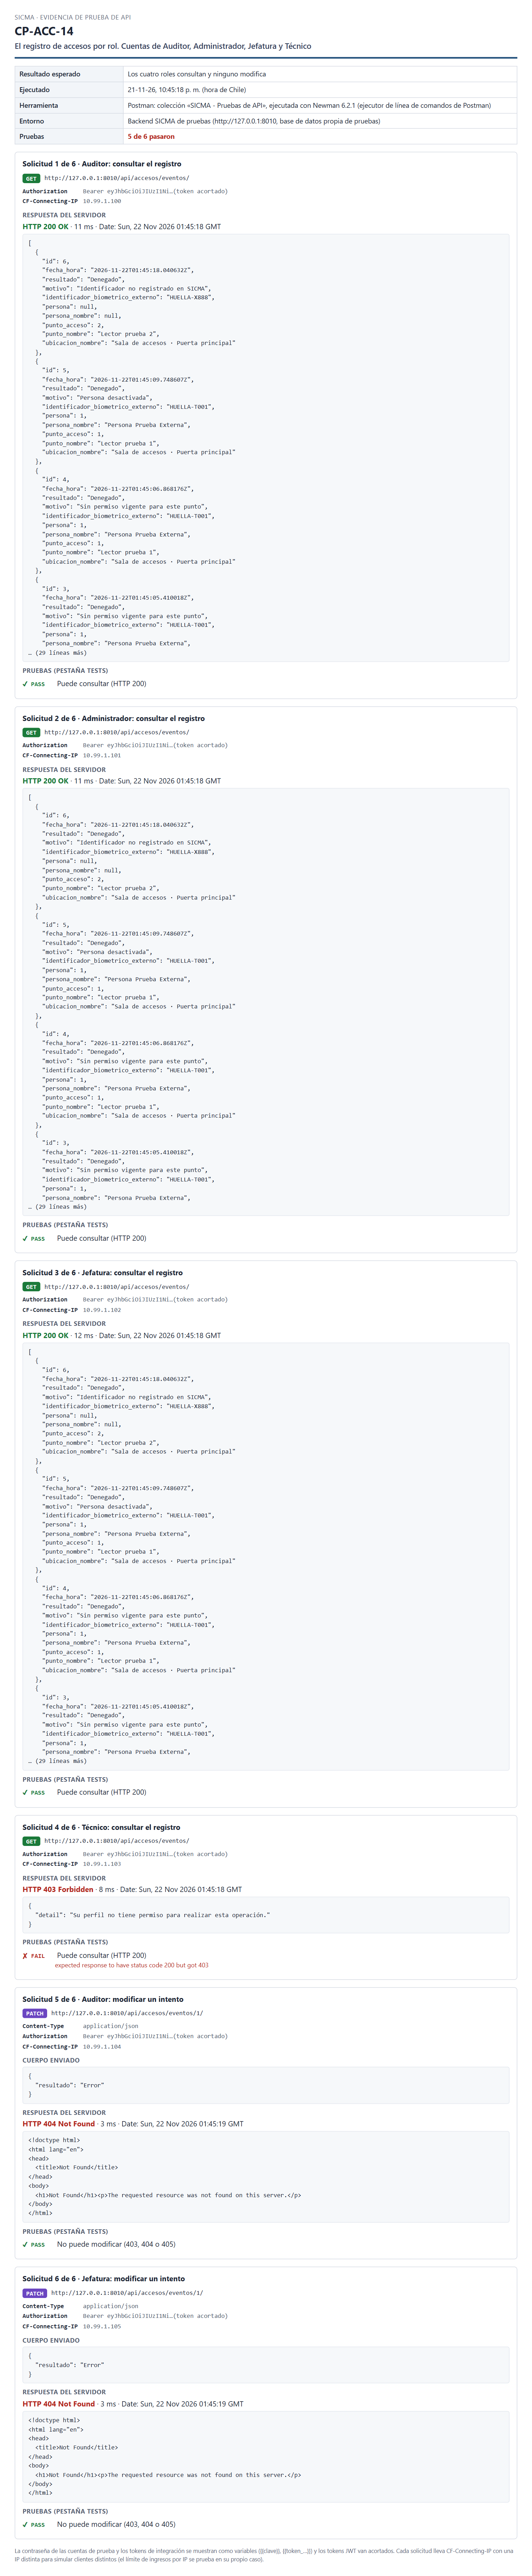 SICMA · EVIDENCIA DE PRUEBA DE API
CP-ACC-14
El registro de accesos por rol. Cuentas de Auditor, Administrador, Jefatura y Técnico
Resultado esperado Los cuatro roles consultan y ninguno modifica
Ejecutado 21-11-26, 10:45:18 p. m. (hora de Chile)
Herramienta Postman: colección «SICMA - Pruebas de API», ejecutada con Newman 6.2.1 (ejecutor de línea de comandos de Postman)
Entorno Backend SICMA de pruebas (http://127.0.0.1:8010, base de datos propia de pruebas)
Pruebas 5 de 6 pasaron
Solicitud 1 de 6 · Auditor: consultar el registro
GET http://127.0.0.1:8010/api/accesos/eventos/
Authorization Bearer eyJhbGciOiJIUzI1Ni…(token acortado)
CF-Connecting-IP 10.99.1.100
RESPUESTA DEL SERVIDOR
HTTP 200 OK · 11 ms · Date: Sun, 22 Nov 2026 01:45:18 GMT
[
{
"id": 6,
"fecha_hora": "2026-11-22T01:45:18.040632Z",
"resultado": "Denegado",
"motivo": "Identificador no registrado en SICMA",
"identificador_biometrico_externo": "HUELLA-X888",
"persona": null,
"persona_nombre": null,
"punto_acceso": 2,
"punto_nombre": "Lector prueba 2",
"ubicacion_nombre": "Sala de accesos · Puerta principal"
},
{
"id": 5,
"fecha_hora": "2026-11-22T01:45:09.748607Z",
"resultado": "Denegado",
"motivo": "Persona desactivada",
"identificador_biometrico_externo": "HUELLA-T001",
"persona": 1,
"persona_nombre": "Persona Prueba Externa",
"punto_acceso": 1,
"punto_nombre": "Lector prueba 1",
"ubicacion_nombre": "Sala de accesos · Puerta principal"
},
{
"id": 4,
"fecha_hora": "2026-11-22T01:45:06.868176Z",
"resultado": "Denegado",
"motivo": "Sin permiso vigente para este punto",
"identificador_biometrico_externo": "HUELLA-T001",
"persona": 1,
"persona_nombre": "Persona Prueba Externa",
"punto_acceso": 1,
"punto_nombre": "Lector prueba 1",
"ubicacion_nombre": "Sala de accesos · Puerta principal"
},
{
"id": 3,
"fecha_hora": "2026-11-22T01:45:05.410018Z",
"resultado": "Denegado",
"motivo": "Sin permiso vigente para este punto",
"identificador_biometrico_externo": "HUELLA-T001",
"persona": 1,
"persona_nombre": "Persona Prueba Externa",
… (29 líneas más)
PRUEBAS (PESTAÑA TESTS)
✓ PASS Puede consultar (HTTP 200)
Solicitud 2 de 6 · Administrador: consultar el registro
GET http://127.0.0.1:8010/api/accesos/eventos/
Authorization Bearer eyJhbGciOiJIUzI1Ni…(token acortado)
CF-Connecting-IP 10.99.1.101
RESPUESTA DEL SERVIDOR
HTTP 200 OK · 11 ms · Date: Sun, 22 Nov 2026 01:45:18 GMT
[
{
"id": 6,
"fecha_hora": "2026-11-22T01:45:18.040632Z",
"resultado": "Denegado",
"motivo": "Identificador no registrado en SICMA",
"identificador_biometrico_externo": "HUELLA-X888",
"persona": null,
"persona_nombre": null,
"punto_acceso": 2,
"punto_nombre": "Lector prueba 2",
"ubicacion_nombre": "Sala de accesos · Puerta principal"
},
{
"id": 5,
"fecha_hora": "2026-11-22T01:45:09.748607Z",
"resultado": "Denegado",
"motivo": "Persona desactivada",
"identificador_biometrico_externo": "HUELLA-T001",
"persona": 1,
"persona_nombre": "Persona Prueba Externa",
"punto_acceso": 1,
"punto_nombre": "Lector prueba 1",
"ubicacion_nombre": "Sala de accesos · Puerta principal"
},
{
"id": 4,
"fecha_hora": "2026-11-22T01:45:06.868176Z",
"resultado": "Denegado",
"motivo": "Sin permiso vigente para este punto",
"identificador_biometrico_externo": "HUELLA-T001",
"persona": 1,
"persona_nombre": "Persona Prueba Externa",
"punto_acceso": 1,
"punto_nombre": "Lector prueba 1",
"ubicacion_nombre": "Sala de accesos · Puerta principal"
},
{
"id": 3,
"fecha_hora": "2026-11-22T01:45:05.410018Z",
"resultado": "Denegado",
"motivo": "Sin permiso vigente para este punto",
"identificador_biometrico_externo": "HUELLA-T001",
"persona": 1,
"persona_nombre": "Persona Prueba Externa",
… (29 líneas más)
PRUEBAS (PESTAÑA TESTS)
✓ PASS Puede consultar (HTTP 200)
Solicitud 3 de 6 · Jefatura: consultar el registro
GET http://127.0.0.1:8010/api/accesos/eventos/
Authorization Bearer eyJhbGciOiJIUzI1Ni…(token acortado)
CF-Connecting-IP 10.99.1.102
RESPUESTA DEL SERVIDOR
HTTP 200 OK · 12 ms · Date: Sun, 22 Nov 2026 01:45:18 GMT
[
{
"id": 6,
"fecha_hora": "2026-11-22T01:45:18.040632Z",
"resultado": "Denegado",
"motivo": "Identificador no registrado en SICMA",
"identificador_biometrico_externo": "HUELLA-X888",
"persona": null,
"persona_nombre": null,
"punto_acceso": 2,
"punto_nombre": "Lector prueba 2",
"ubicacion_nombre": "Sala de accesos · Puerta principal"
},
{
"id": 5,
"fecha_hora": "2026-11-22T01:45:09.748607Z",
"resultado": "Denegado",
"motivo": "Persona desactivada",
"identificador_biometrico_externo": "HUELLA-T001",
"persona": 1,
"persona_nombre": "Persona Prueba Externa",
"punto_acceso": 1,
"punto_nombre": "Lector prueba 1",
"ubicacion_nombre": "Sala de accesos · Puerta principal"
},
{
"id": 4,
"fecha_hora": "2026-11-22T01:45:06.868176Z",
"resultado": "Denegado",
"motivo": "Sin permiso vigente para este punto",
"identificador_biometrico_externo": "HUELLA-T001",
"persona": 1,
"persona_nombre": "Persona Prueba Externa",
"punto_acceso": 1,
"punto_nombre": "Lector prueba 1",
"ubicacion_nombre": "Sala de accesos · Puerta principal"
},
{
"id": 3,
"fecha_hora": "2026-11-22T01:45:05.410018Z",
"resultado": "Denegado",
"motivo": "Sin permiso vigente para este punto",
"identificador_biometrico_externo": "HUELLA-T001",
"persona": 1,
"persona_nombre": "Persona Prueba Externa",
… (29 líneas más)
PRUEBAS (PESTAÑA TESTS)
✓ PASS Puede consultar (HTTP 200)
Solicitud 4 de 6 · Técnico: consultar el registro
GET http://127.0.0.1:8010/api/accesos/eventos/
Authorization Bearer eyJhbGciOiJIUzI1Ni…(token acortado)
CF-Connecting-IP 10.99.1.103
RESPUESTA DEL SERVIDOR
HTTP 403 Forbidden · 8 ms · Date: Sun, 22 Nov 2026 01:45:18 GMT
{
"detail": "Su perfil no tiene permiso para realizar esta operación."
}
PRUEBAS (PESTAÑA TESTS)
✗ FAIL Puede consultar (HTTP 200)
expected response to have status code 200 but got 403
Solicitud 5 de 6 · Auditor: modificar un intento
PATCH http://127.0.0.1:8010/api/accesos/eventos/1/
Content-Type application/json
Authorization Bearer eyJhbGciOiJIUzI1Ni…(token acortado)
CF-Connecting-IP 10.99.1.104
CUERPO ENVIADO
{
"resultado": "Error"
}
RESPUESTA DEL SERVIDOR
HTTP 404 Not Found · 3 ms · Date: Sun, 22 Nov 2026 01:45:19 GMT
<!doctype html>
<html lang="en">
<head>
<title>Not Found</title>
</head>
<body>
<h1>Not Found</h1><p>The requested resource was not found on this server.</p>
</body>
</html>
PRUEBAS (PESTAÑA TESTS)
✓ PASS No puede modificar (403, 404 o 405)
Solicitud 6 de 6 · Jefatura: modificar un intento
PATCH http://127.0.0.1:8010/api/accesos/eventos/1/
Content-Type application/json
Authorization Bearer eyJhbGciOiJIUzI1Ni…(token acortado)
CF-Connecting-IP 10.99.1.105
CUERPO ENVIADO
{
"resultado": "Error"
}
RESPUESTA DEL SERVIDOR
HTTP 404 Not Found · 3 ms · Date: Sun, 22 Nov 2026 01:45:19 GMT
<!doctype html>
<html lang="en">
<head>
<title>Not Found</title>
</head>
<body>
<h1>Not Found</h1><p>The requested resource was not found on this server.</p>
</body>
</html>
PRUEBAS (PESTAÑA TESTS)
✓ PASS No puede modificar (403, 404 o 405)
La contraseña de las cuentas de prueba y los tokens de integración se muestran como variables ({{clave}}, {{token_…}}) y los tokens JWT van acortados. Cada solicitud lleva CF-Connecting-IP con una
IP distinta para simular clientes distintos (el límite de ingresos por IP se prueba en su propio caso).